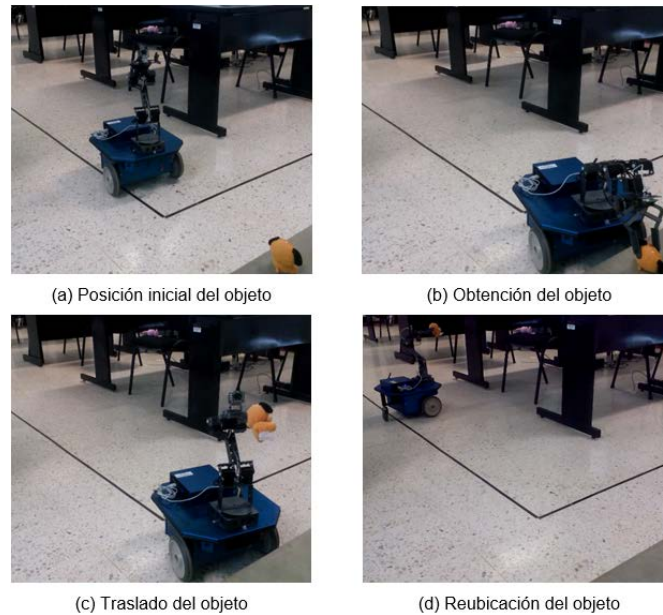 (a) Posición inicial del objeto
(b) Obtención del objeto
(c) Traslado del objeto
(d) Reubicación del objeto